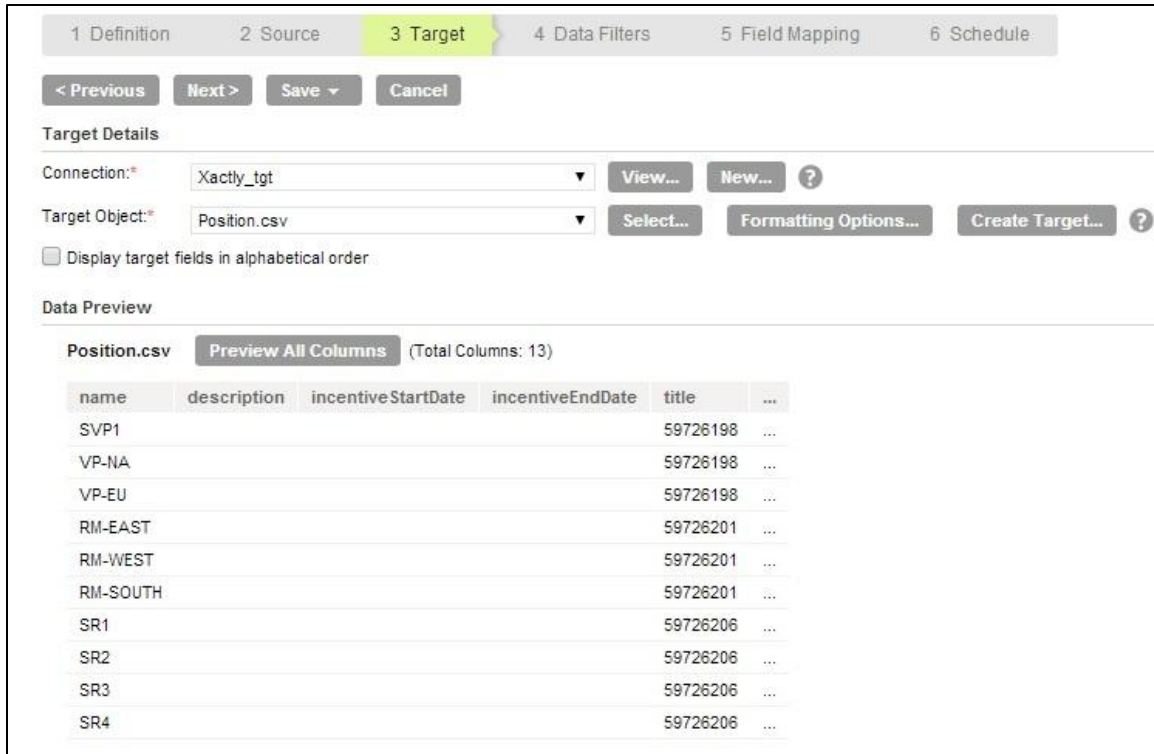 1 Definition 2 Source 3 Target 4 Data Filters 5 Field Mapping 6 Schedule
< Previous Next > Save Cancel
Target Details
Connection:* Xactly_tgt View... New... ?
Target Object:* Position.csv Select... Formatting Options... Create Target... ?
Display target fields in alphabetical order
Data Preview
Position.csv Preview All Columns (Total Columns: 13)
name description incentiveStartDate incentiveEndDate title ...
SVP1 59726198 ...
VP-NA 59726198 ...
VP-EU 59726198 ...
RM-EAST 59726201 ...
RM-WEST 59726201 ...
RM-SOUTH 59726201 ...
SR1 59726206 ...
SR2 59726206 ...
SR3 59726206 ...
SR4 59726206 ...